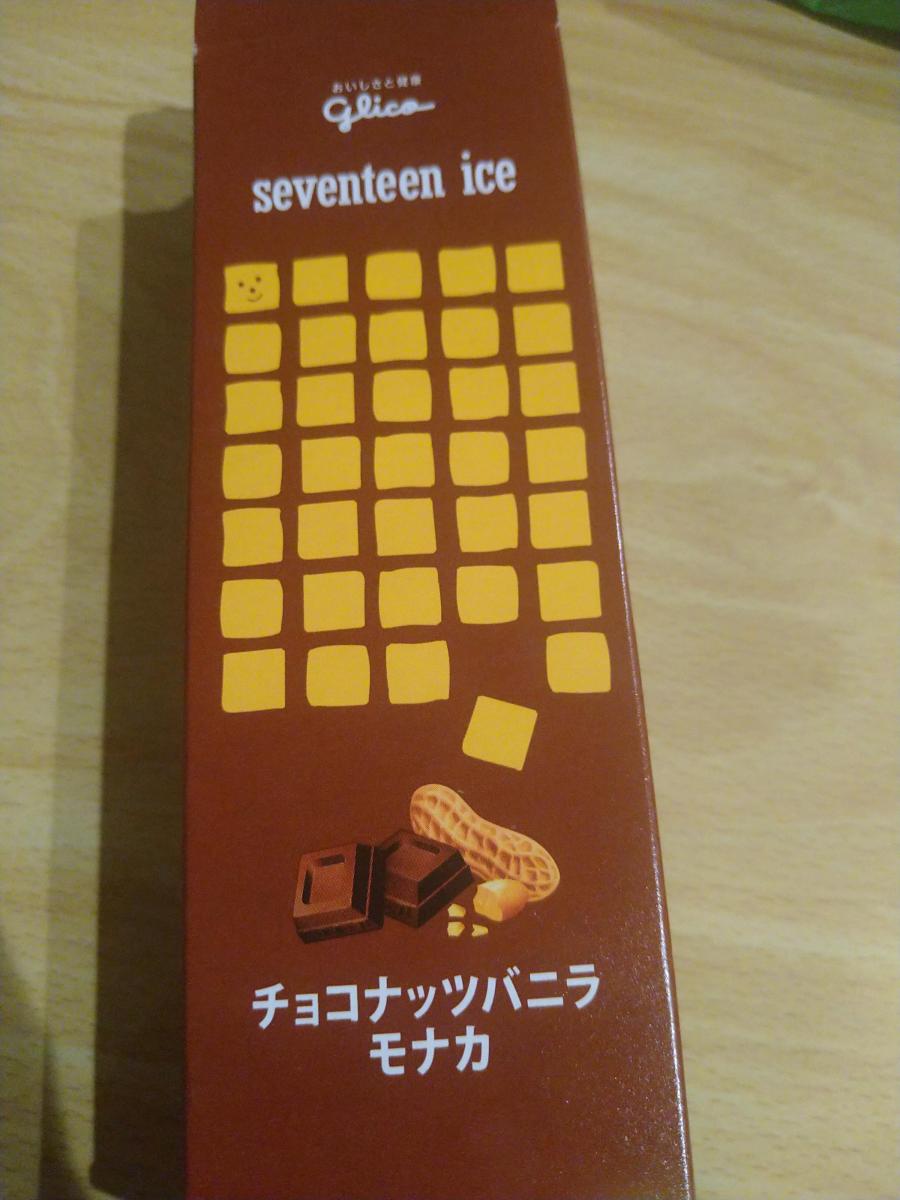 おいしさと健康
Glico
seventeen ice
チョコナッツバニラ
モナカ